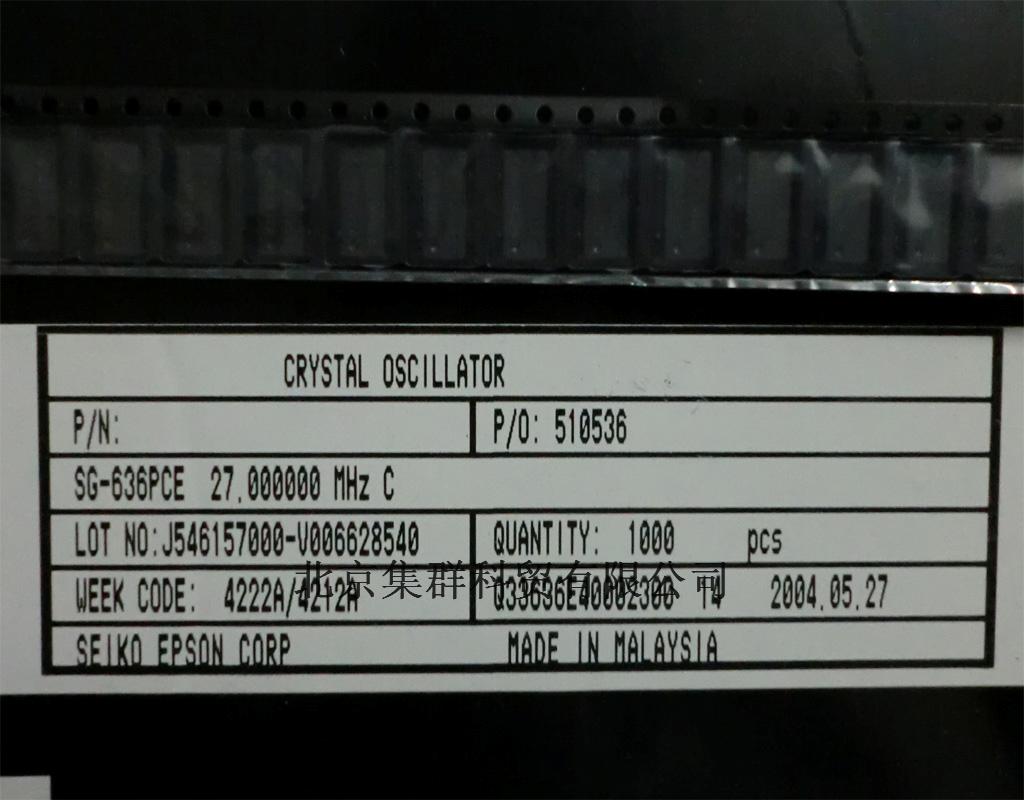 CRYSTAL OSCILLATOR
P/N: P/O: 510536
SG-636PCE 27.000000 MHz C
LOT NO:J546157000-V006628540 QUANTITY: 1000 pcs
北京集群科贸有限公司
WEEK CODE: 4222A/4212A Q33636E40002300 14 2004.05.27
SEIKO EPSON CORP MADE IN MALAYSIA